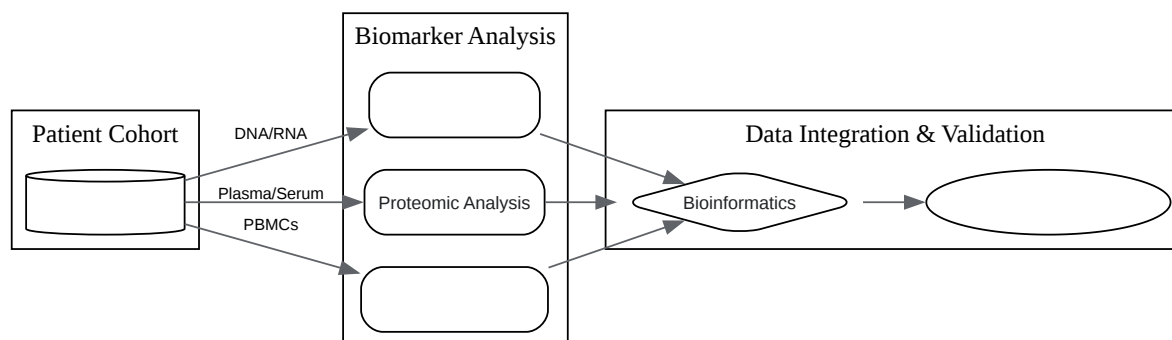 Patient Cohort
DNA/RNA
Plasma/Serum
PBMCs
Biomarker Analysis
Proteomic Analysis
Data Integration & Validation
Bioinformatics